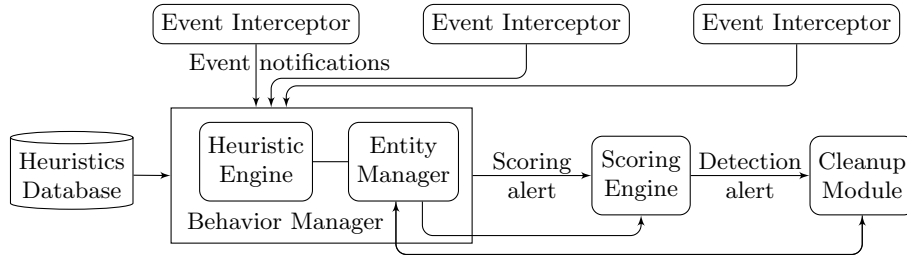 Event Interceptor
Event Interceptor
Event Interceptor
Event notifications
Heuristics
Database
Heuristic
Engine
Entity
Manager
Behavior Manager
Scoring
alert
Scoring
Engine
Detection
alert
Cleanup
Module